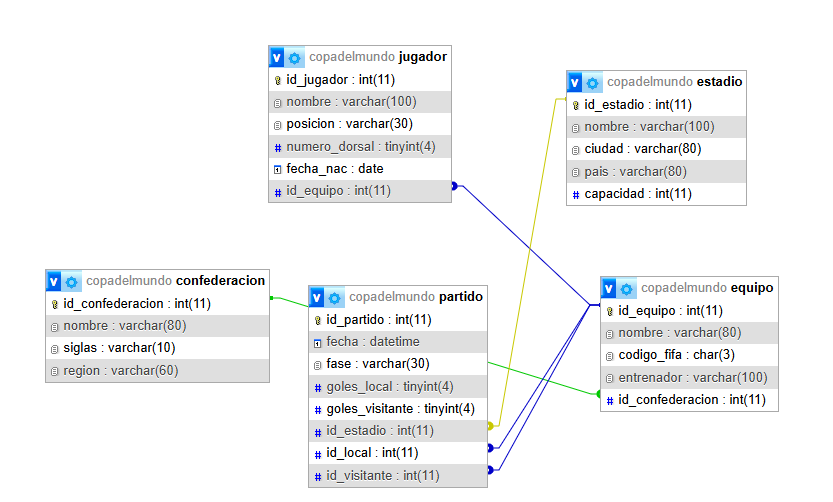 copadelmundo jugador
id_jugador : int(11)
nombre : varchar(100)
posicion : varchar(30)
numero_dorsal : tinyint(4)
fecha_nac : date
id_equipo : int(11)
copadelmundo estadio
id_estadio : int(11)
nombre : varchar(100)
ciudad : varchar(80)
pais : varchar(80)
capacidad : int(11)
copadelmundo confederacion
id_confederacion : int(11)
nombre : varchar(80)
siglas : varchar(10)
region : varchar(60)
copadelmundo partido
id_partido : int(11)
fecha : datetime
fase : varchar(30)
goles_local : tinyint(4)
goles_visitante : tinyint(4)
id_estadio : int(11)
id_local : int(11)
id_visitante : int(11)
copadelmundo equipo
id_equipo : int(11)
nombre : varchar(80)
codigo_fifa : char(3)
entrenador : varchar(100)
id_confederacion : int(11)